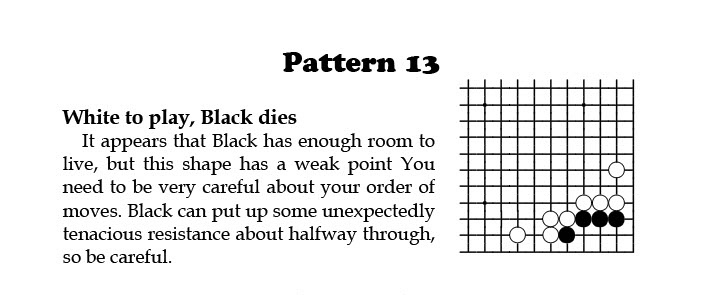 Pattern 13
White to play, Black dies
It appears that Black has enough room to
live, but this shape has a weak point You
need to be very careful about your order of
moves. Black can put up some unexpectedly
tenacious resistance about halfway through,
so be careful.